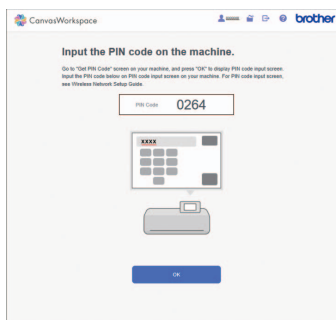 CanvasWorkspace
brother
Input the PIN code on the machine.
Go to "Get PIN Code" screen on your machine, and press "OK" to display PIN code input screen.
Input the PIN code below on PIN code input screen on your machine. For PIN code input screen,
see Wireless Network Setup Guide.
PIN Code 0264
XXXX
OK